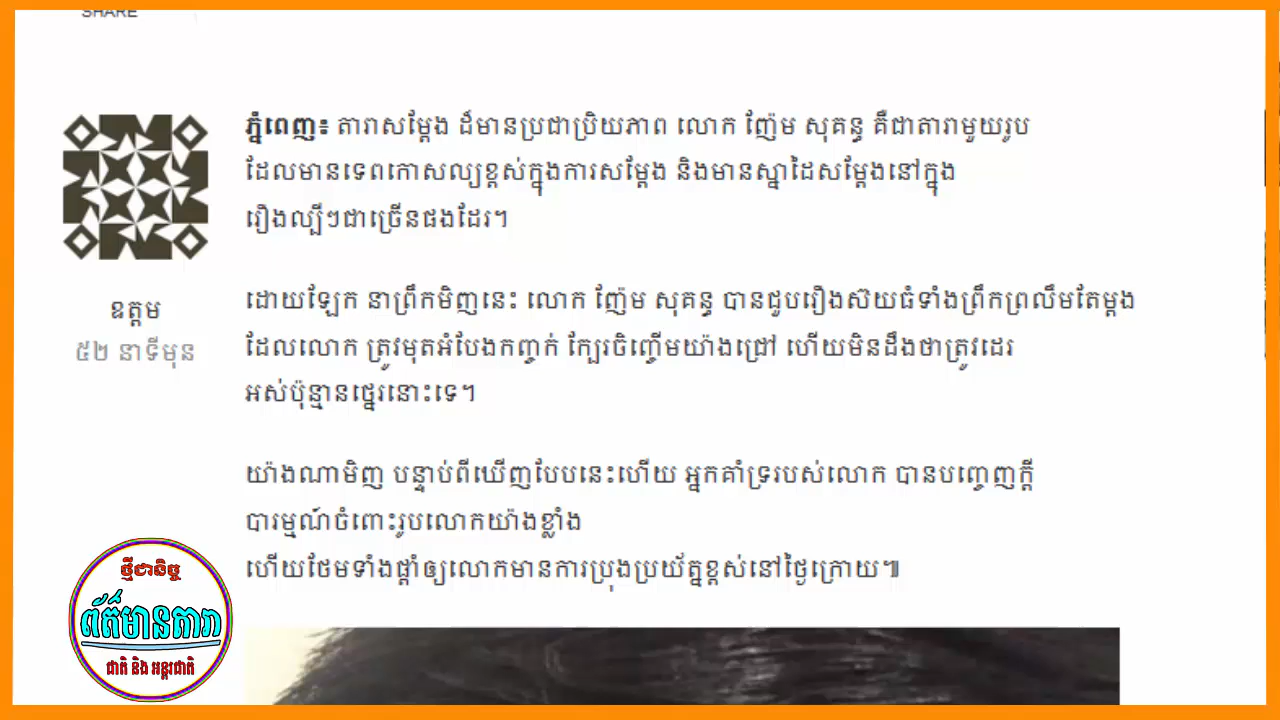 SHARE
ភ្នំពេញ៖ តារាសម្តែង ដ៏មានប្រជាប្រិយភាព លោក ញ៉ែម សុគន្ធ គឺជាតារាមួយរូប
ដែលមានទេពកោសល្យខ្ពស់ក្នុងការសម្តែង និងមានស្នាដៃសម្តែងនៅក្នុង
រឿងល្បីៗជាច្រើនផងដែរ។
ឧត្តម
៥២ នាទីមុន
ដោយឡែក នាព្រឹកមិញនេះ លោក ញ៉ែម សុគន្ធ បានជួបរឿងស៊យធំទាំងព្រឹកព្រលឹមតែម្តង
ដែលលោក ត្រូវមុតអំបែងកញ្ចក់ ក្បែរចិញ្ចើមយ៉ាងជ្រៅ ហើយមិនដឹងថាត្រូវដេរ
អស់ប៉ុន្មានថ្នេរនោះទេ។
យ៉ាងណាមិញ បន្ទាប់ពីឃើញបែបនេះហើយ អ្នកគាំទ្ររបស់លោក បានបញ្ចេញក្តី
បារម្មណ៍ចំពោះរូបលោកយ៉ាងខ្លាំង
ហើយថែមទាំងផ្តាំឲ្យលោកមានការប្រុងប្រយ័ត្នខ្ពស់នៅថ្ងៃក្រោយ៕
ថ្មីជានិច្ច
ព័ត៌មានតារា
ជាតិ និង អន្តរជាតិ